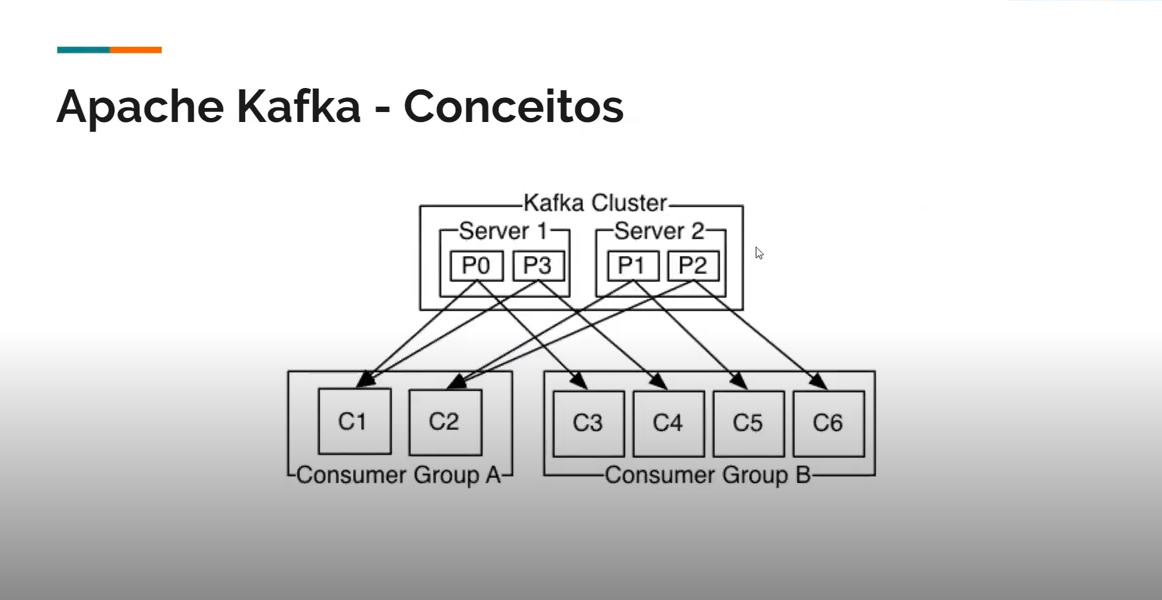 Apache Kafka - Conceitos
Kafka Cluster
Server 1 Server 2
P0 P3 P1 P2
C1 C2 C3 C4 C5 C6
Consumer Group A Consumer Group B